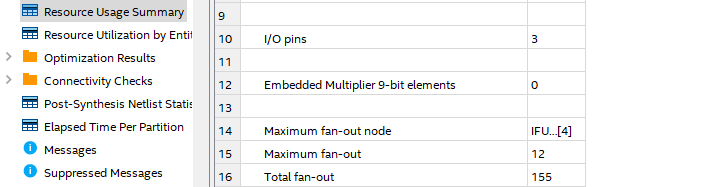 Resource Usage Summary
Resource Utilization by Entit
Optimization Results
Connectivity Checks
Post-Synthesis Netlist Statis
Elapsed Time Per Partition
Messages
Suppressed Messages
9
10 I/O pins 3
11
12 Embedded Multiplier 9-bit elements 0
13
14 Maximum fan-out node IFU...[4]
15 Maximum fan-out 12
16 Total fan-out 155